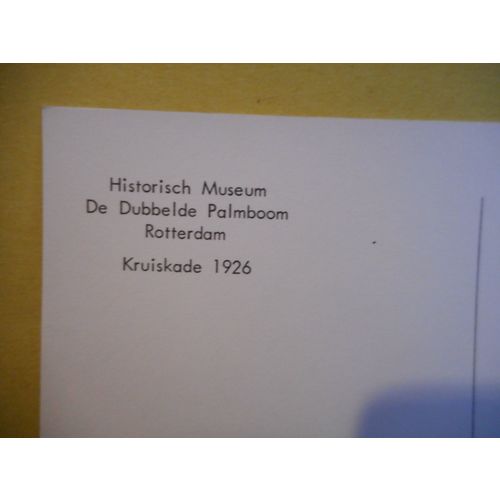 Historisch Museum
De Dubbelde Palmboom
Rotterdam
Kruiskade 1926